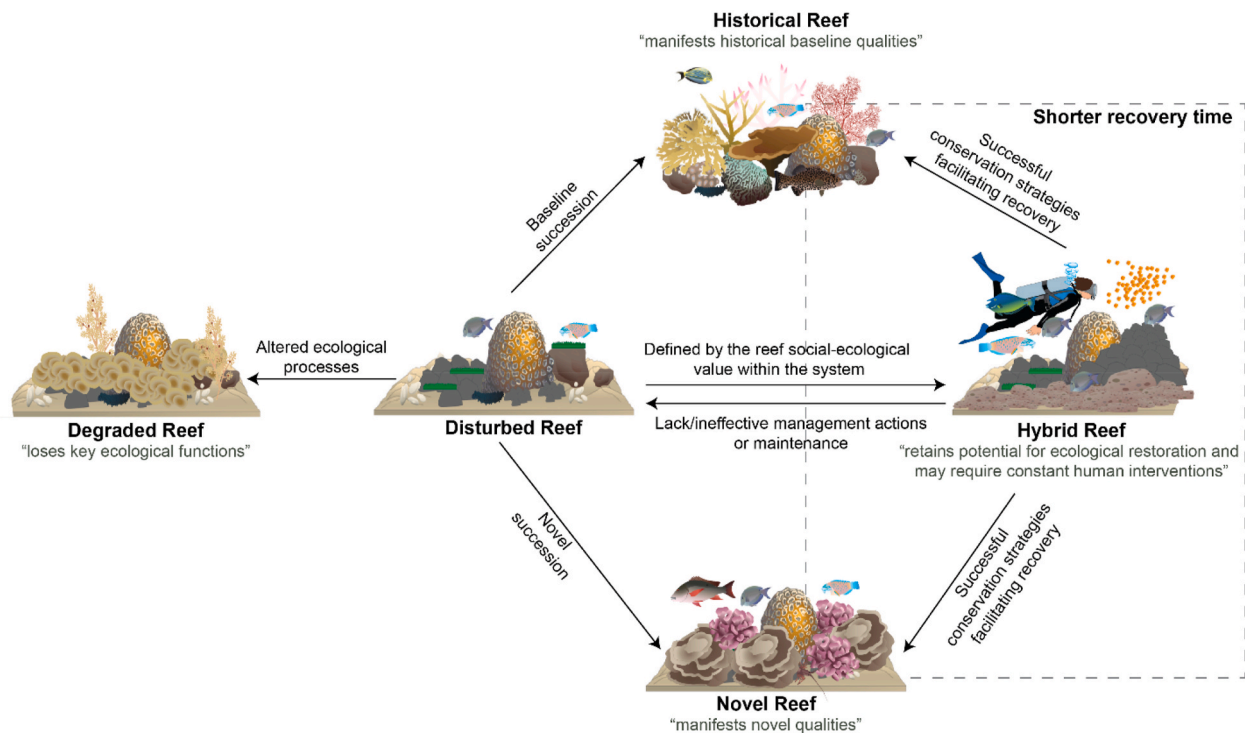 Historical Reef
“manifests historical baseline qualities”
Shorter recovery time
Successful
conservation strategies
facilitating recovery
Baseline
succession
Altered ecological
processes
Defined by the reef social-ecological
value within the system
Lack/ineffective management actions
or maintenance
Degraded Reef
“loses key ecological functions”
Disturbed Reef
Hybrid Reef
“retains potential for ecological restoration and
may require constant human interventions”
Novel
succession
Successful
conservation strategies
facilitating recovery
Novel Reef
“manifests novel qualities”